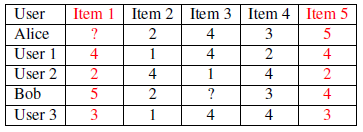 User Item 1 Item 2 Item 3 Item 4 Item 5
Alice ? 2 4 3 5
User 1 4 1 4 2 4
User 2 2 4 1 4 2
Bob 5 2 ? 3 4
User 3 3 1 4 4 3